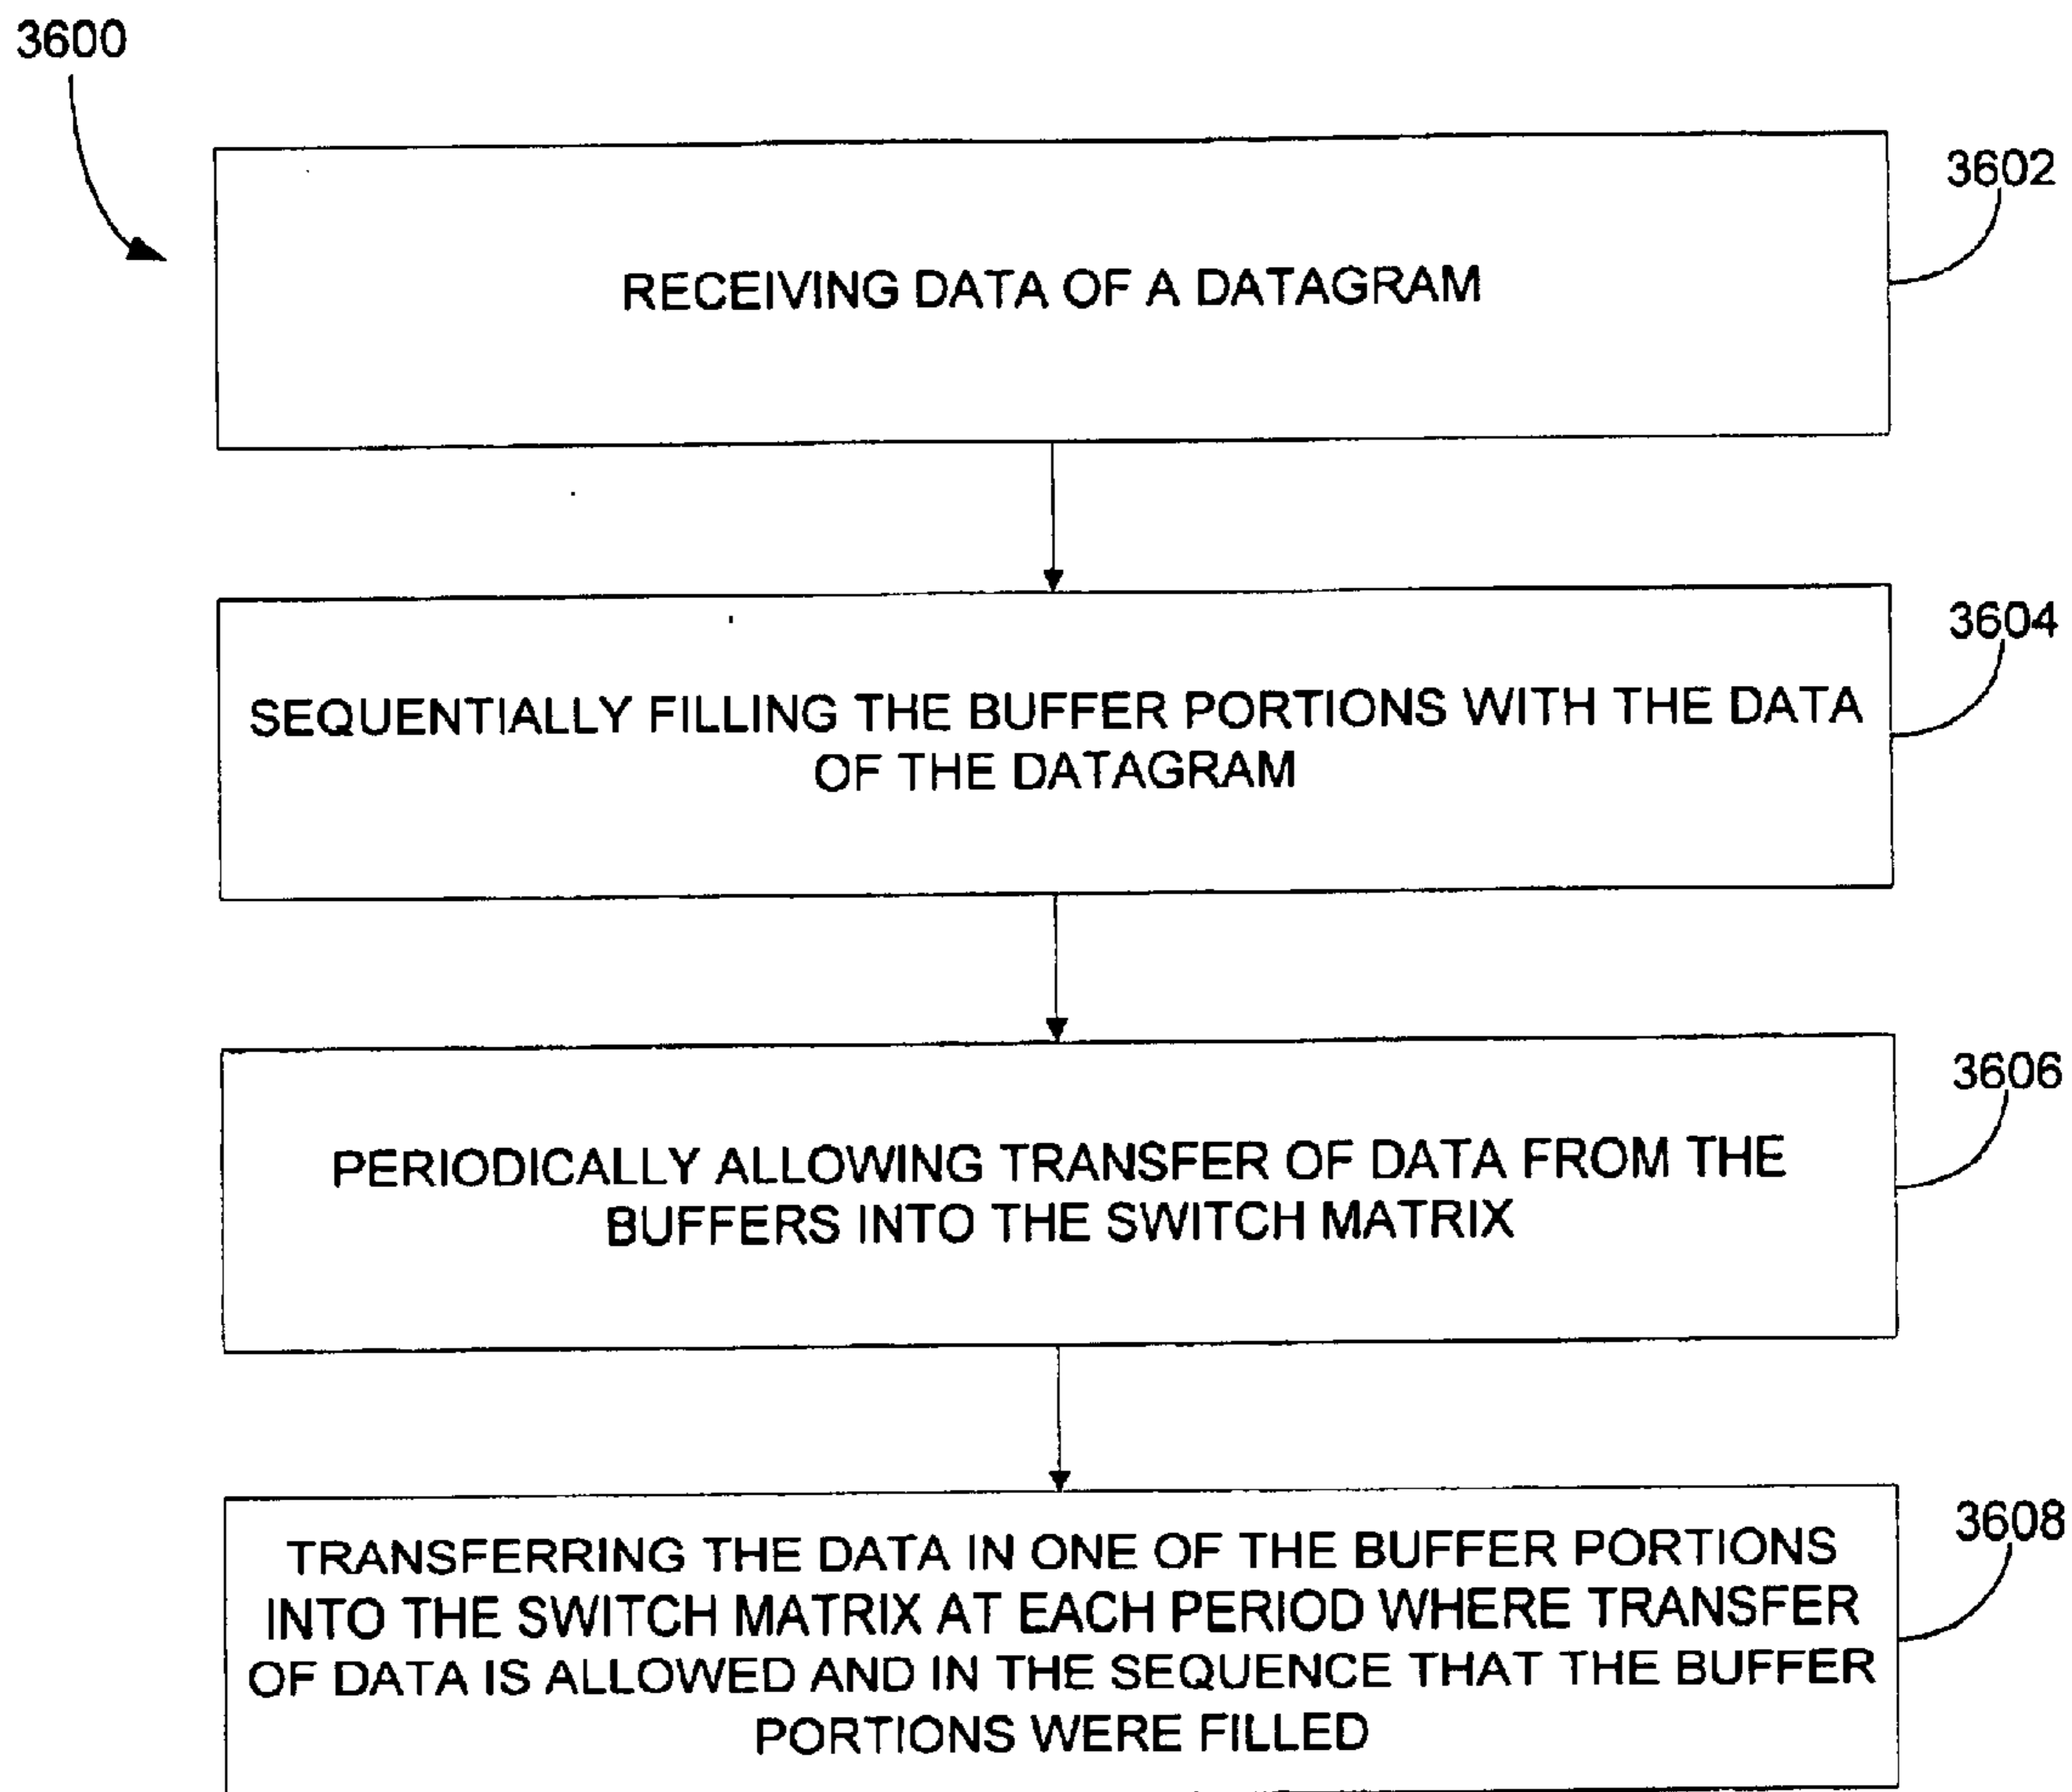 3600
3602
RECEIVING DATA OF A DATAGRAM
3604
SEQUENTIALLY FILLING THE BUFFER PORTIONS WITH THE DATA
OF THE DATAGRAM
3606
PERIODICALLY ALLOWING TRANSFER OF DATA FROM THE
BUFFERS INTO THE SWITCH MATRIX
3608
TRANSFERRING THE DATA IN ONE OF THE BUFFER PORTIONS
INTO THE SWITCH MATRIX AT EACH PERIOD WHERE TRANSFER
OF DATA IS ALLOWED AND IN THE SEQUENCE THAT THE BUFFER
PORTIONS WERE FILLED